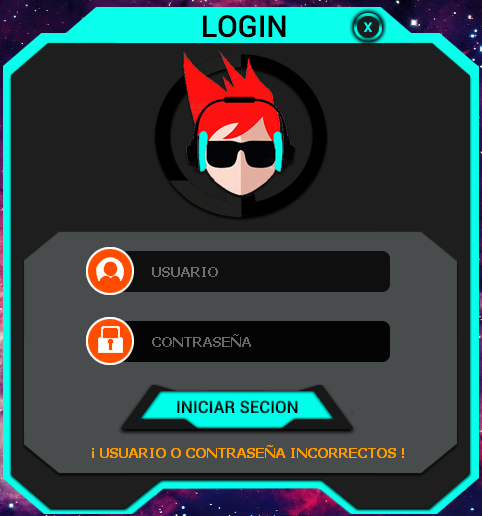 LOGIN
X
USUARIO
CONTRASEÑA
INICIAR SECION
¡ USUARIO O CONTRASEÑA INCORRECTOS !